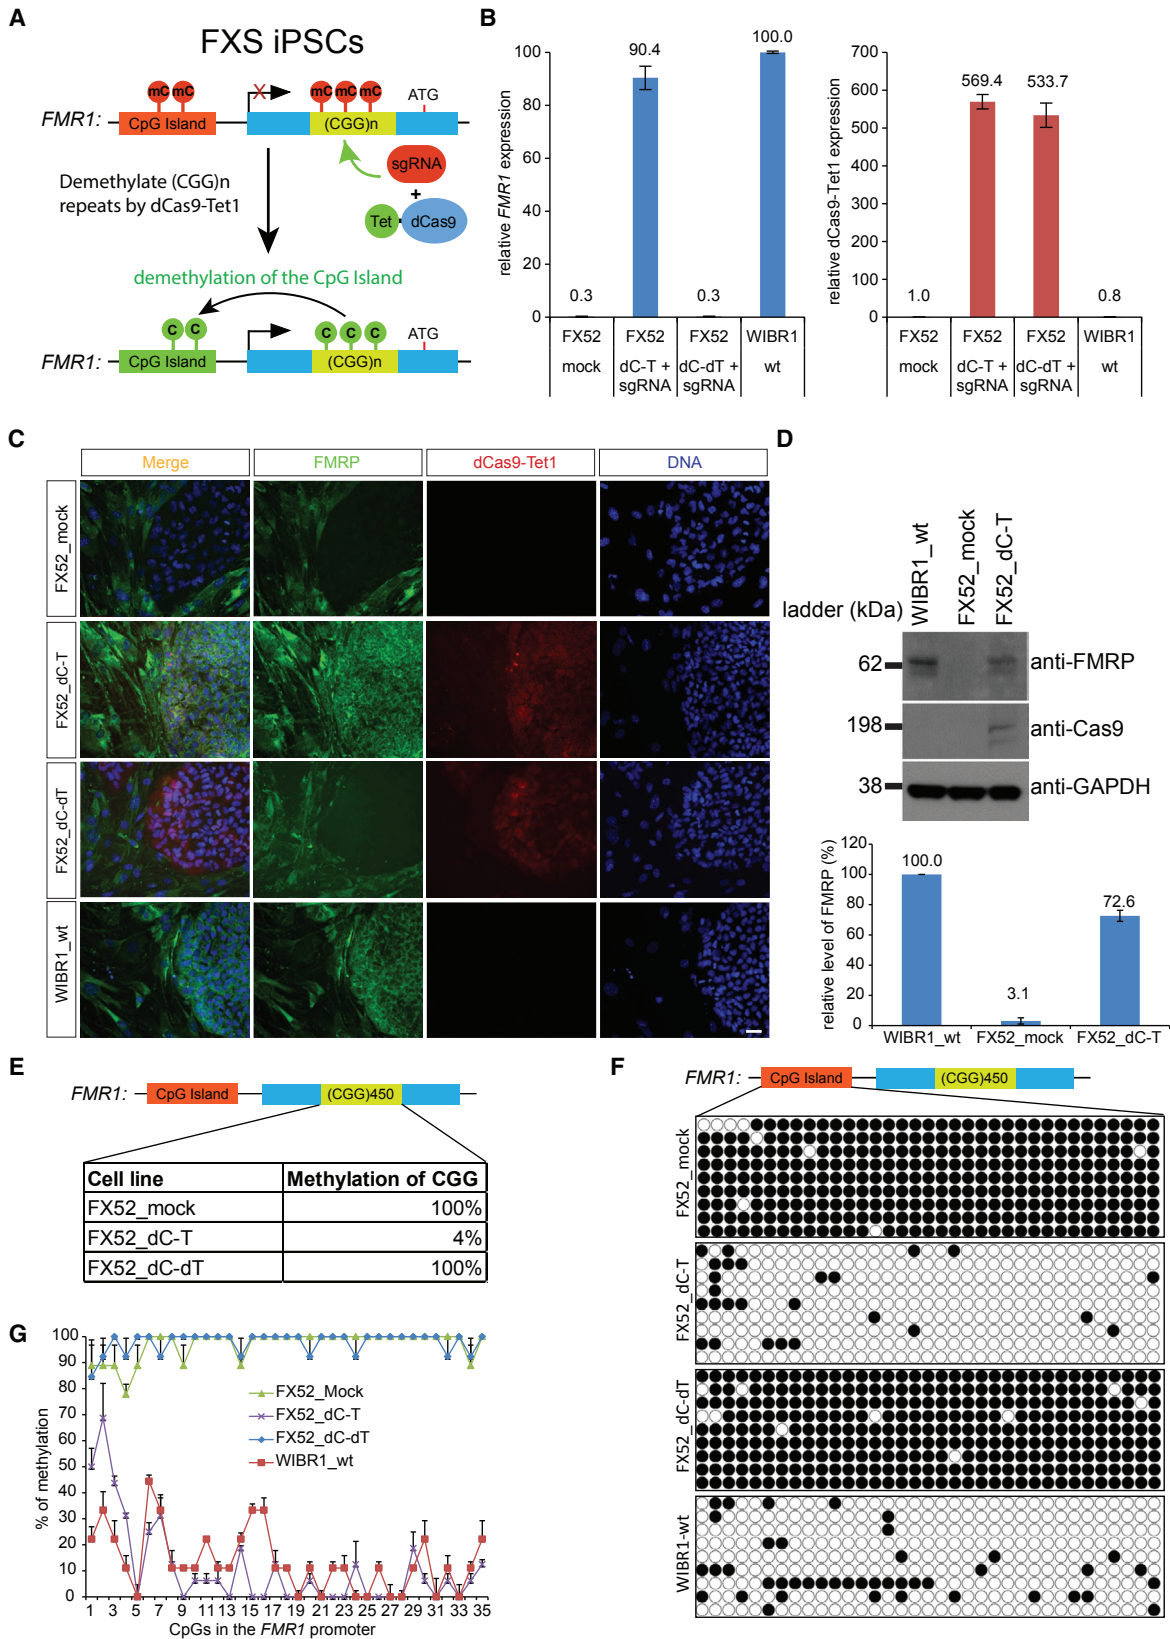 A
FXS iPSCs
mC mC
X
mC mC mC
ATG
FMR1:
CpG Island
(CGG)n
Demethylate (CGG)n
repeats by dCas9-Tet1
sgRNA
+
Tet
dCas9
demethylation of the CpG Island
C C
C C C
ATG
FMR1:
CpG Island
(CGG)n
B
relative FMR1 expression
100
80
60
40
20
0
0.3
90.4
0.3
100.0
FX52 FX52 FX52 WIBR1
mock dC-T + dC-dT + wt
sgRNA sgRNA
relative dCas9-Tet1 expression
700
600
500
400
300
200
100
0
1.0
569.4
533.7
0.8
FX52 FX52 FX52 WIBR1
mock dC-T + dC-dT + wt
sgRNA sgRNA
C
Merge FMRP dCas9-Tet1 DNA
FX52_mock
FX52_dC-T
FX52_dC-dT
WIBR1_wt
D
WIBR1_wt
FX52_mock
FX52_dC-T
ladder (kDa)
62 anti-FMRP
198 anti-Cas9
38 anti-GAPDH
relative level of FMRP (%)
120
100
80
60
40
20
0
100.0
3.1
72.6
WIBR1_wt FX52_mock FX52_dC-T
E
FMR1:
CpG Island
(CGG)450
Cell line Methylation of CGG
FX52_mock 100%
FX52_dC-T 4%
FX52_dC-dT 100%
F
FMR1:
CpG Island
(CGG)450
FX52_mock
FX52_dC-T
FX52_dC-dT
WIBR1-wt
G
% of methylation
100
90
80
70
60
50
40
30
20
10
0
FX52_Mock
FX52_dC-T
FX52_dC-dT
WIBR1_wt
1 3 5 7 9 11 13 15 17 19 21 23 25 27 29 31 33 35
CpGs in the FMR1 promoter